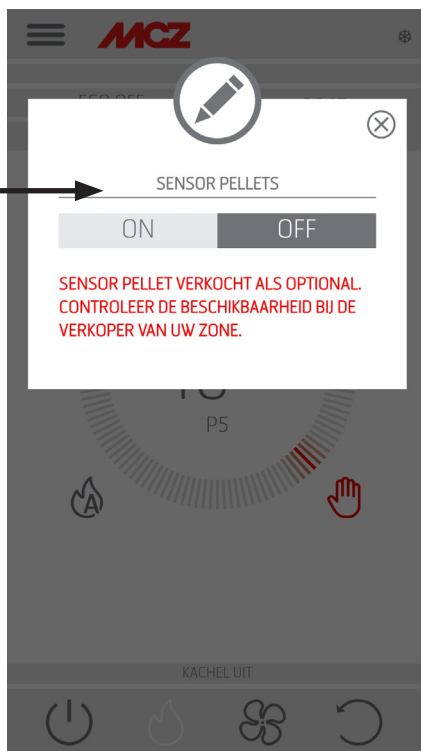 MCZ
SENSOR PELLETS
ON OFF
SENSOR PELLET VERKOCHT ALS OPTIONAL.
CONTROLEER DE BESCHIKBAARHEID BIJ DE
VERKOPER VAN UW ZONE.
P5
A
KACHEL UIT